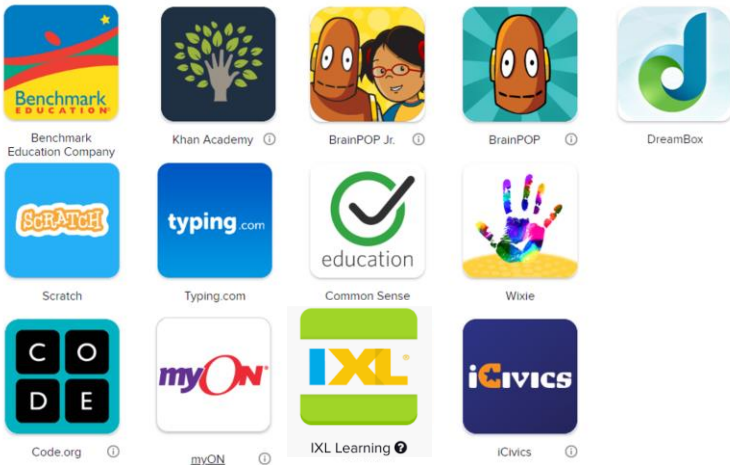 Benchmark
EDUCATION
Benchmark
Education Company
Khan Academy
BrainPOP Jr.
BrainPOP
DreamBox
SCRATCH
Scratch
typing.com
Typing.com
education
Common Sense
Wixie
C O
D E
Code.org
myON
myON
IXL
IXL Learning
iCivics
iCivics